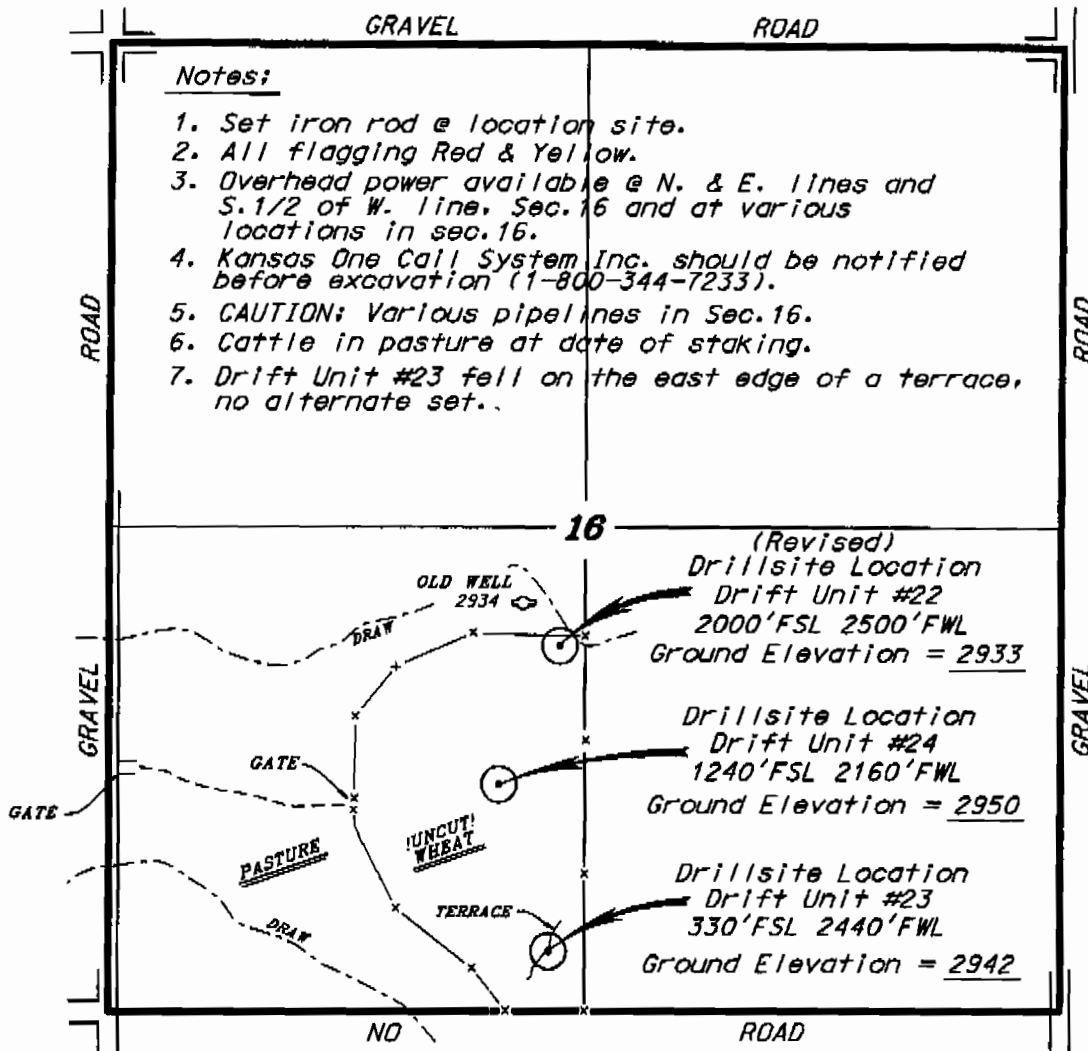 GRAVEL ROAD
Notes:
1. Set iron rod @ location site.
2. All flagging Red & Yellow.
3. Overhead power available @ N. & E. lines and
S.1/2 of W. line, Sec.16 and at various
locations in sec.16.
4. Kansas One Call System Inc. should be notified
before excavation (1-800-344-7233).
5. CAUTION: Various pipelines in Sec.16.
6. Cattle in pasture at date of staking.
7. Drift Unit #23 fell on the east edge of a terrace,
no alternate set.
ROAD
ROAD
16
(Revised)
Drillsite Location
Drift Unit #22
2000'FSL 2500'FWL
Ground Elevation = 2933
OLD WELL
2934
DRAW
GRAVEL
GRAVEL
Drillsite Location
Drift Unit #24
1240'FSL 2160'FWL
Ground Elevation = 2950
GATE
GATE
PASTURE
!UNCUT!
WHEAT
Drillsite Location
Drift Unit #23
330'FSL 2440'FWL
Ground Elevation = 2942
TERRACE
DRAW
NO ROAD